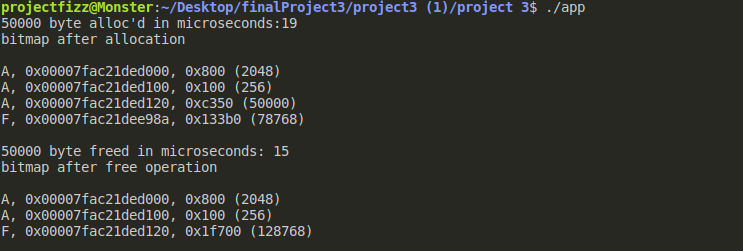 projectfizz@Monster:~/Desktop/finalProject3/project3 (1)/project 3$ ./app
50000 byte alloc'd in microseconds:19
bitmap after allocation
A, 0x00007fac21ded000, 0x800 (2048)
A, 0x00007fac21ded100, 0x100 (256)
A, 0x00007fac21ded120, 0xc350 (50000)
F, 0x00007fac21dee98a, 0x133b0 (78768)
50000 byte freed in microseconds: 15
bitmap after free operation
A, 0x00007fac21ded000, 0x800 (2048)
A, 0x00007fac21ded100, 0x100 (256)
F, 0x00007fac21ded120, 0x1f700 (128768)